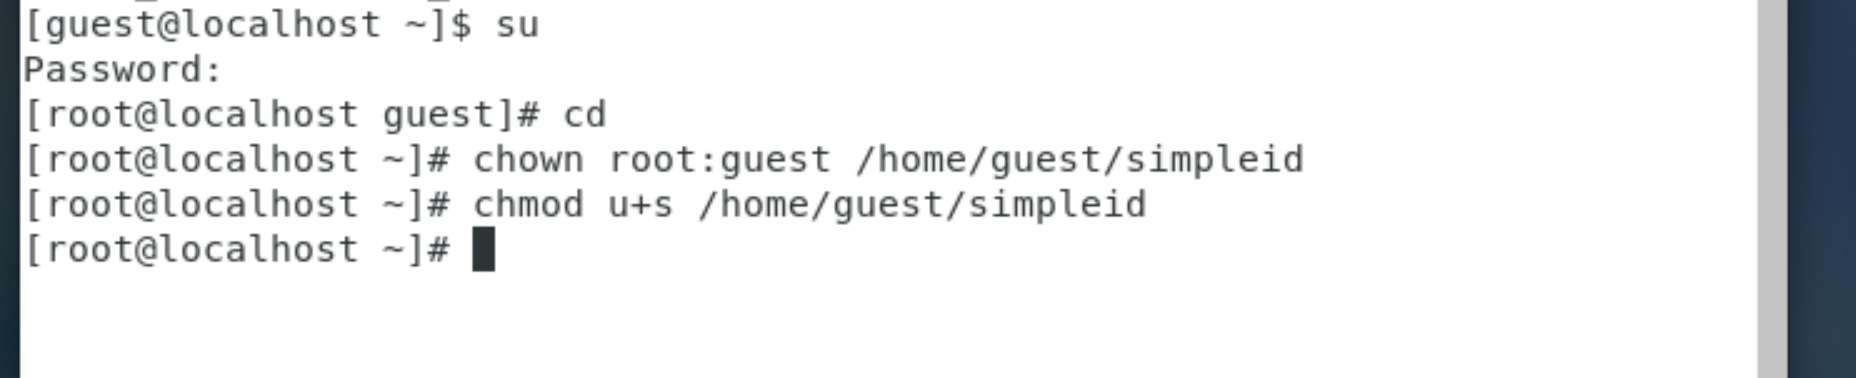 [guest@localhost ~]$ su
Password:
[root@localhost guest]# cd
[root@localhost ~]# chown root:guest /home/guest/simpleid
[root@localhost ~]# chmod u+s /home/guest/simpleid
[root@localhost ~]#